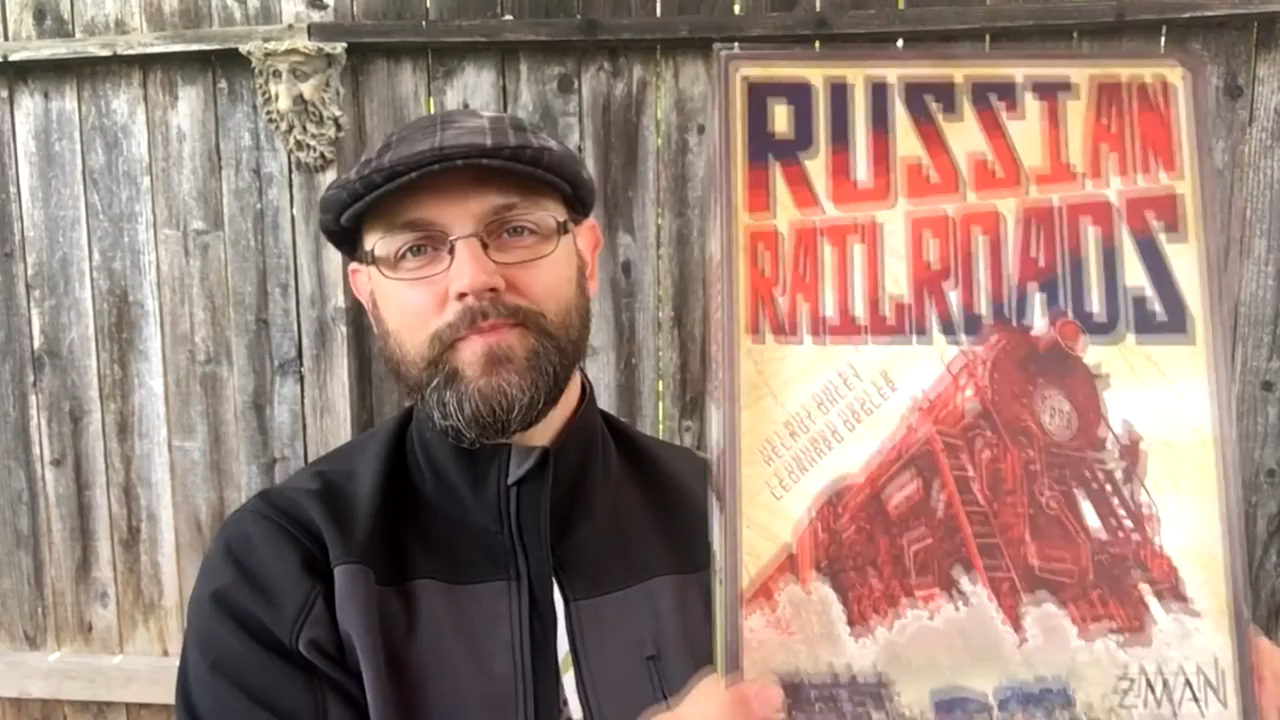 RUSSIAN
RAILROADS
HELMUT OHLEY
LEONHARD ORGLER
ZMAN